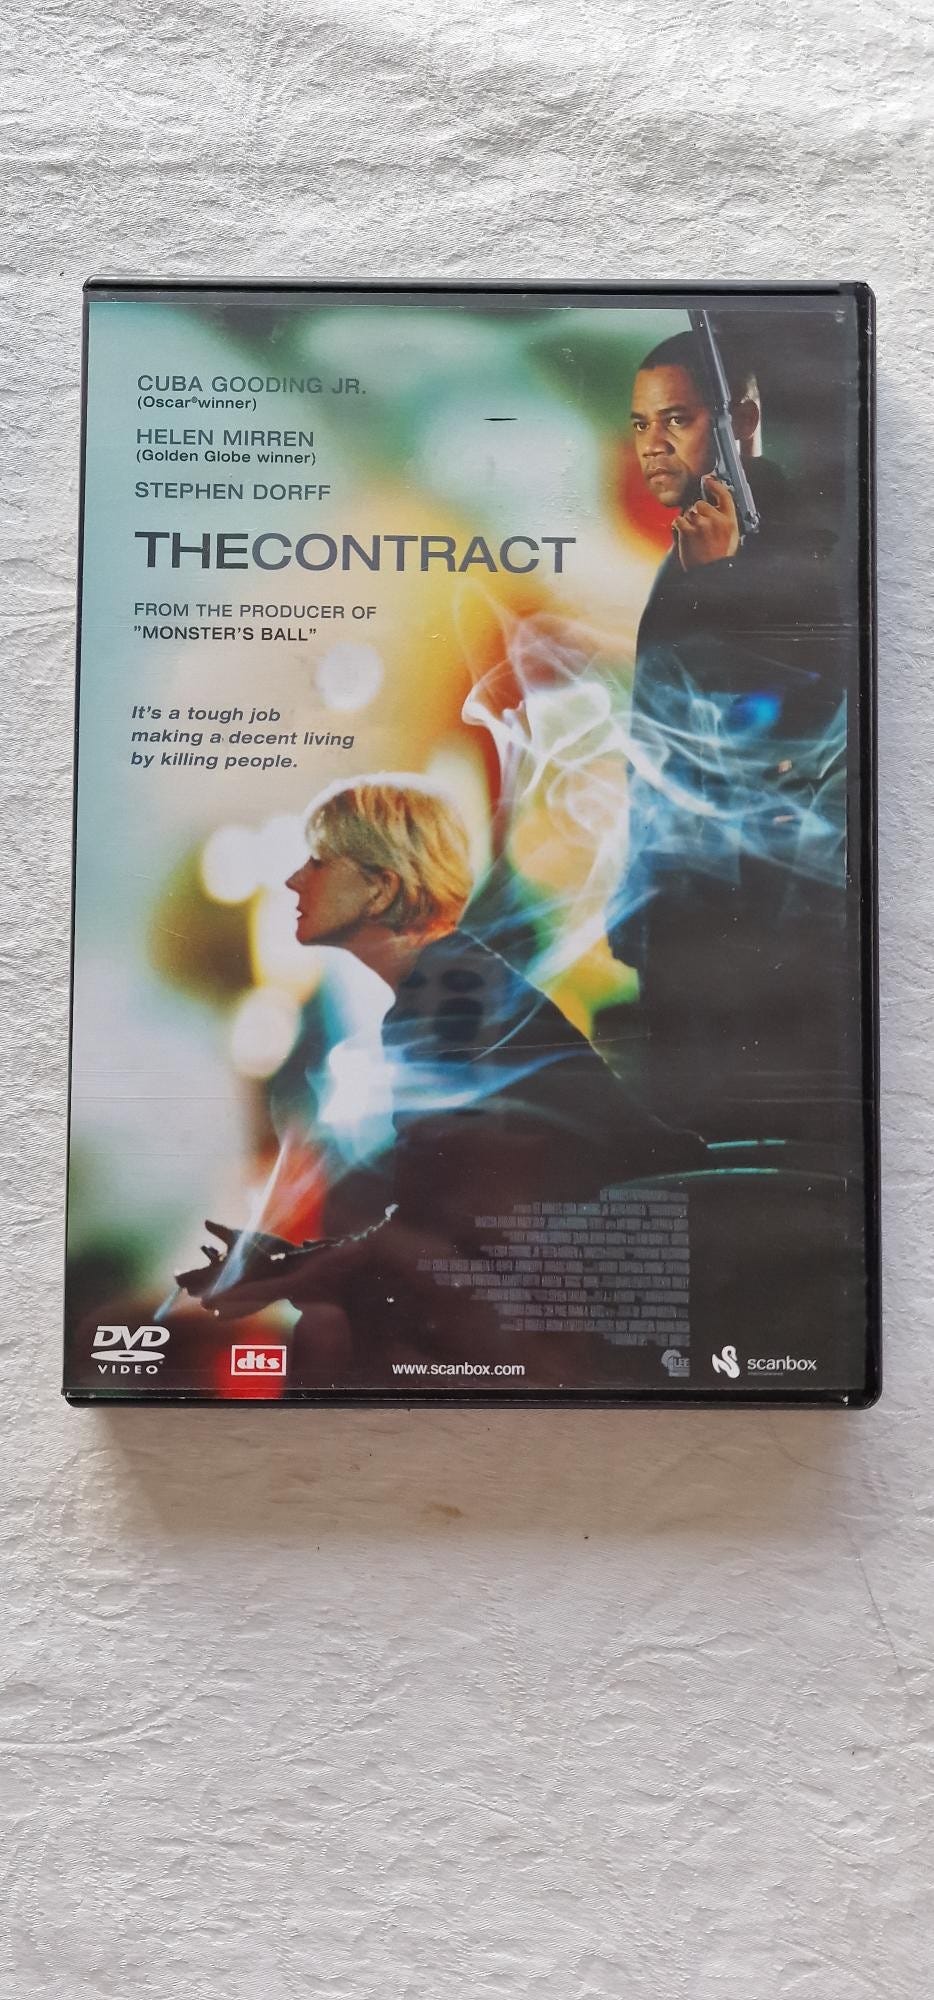 CUBA GOODING JR.
(Oscar®winner)
HELEN MIRREN
(Golden Globe winner)
STEPHEN DORFF
THECONTRACT
FROM THE PRODUCER OF
"MONSTER'S BALL"
It's a tough job
making a decent living
by killing people.
DVD
VIDEO
dts
www.scanbox.com
LEE
scanbox